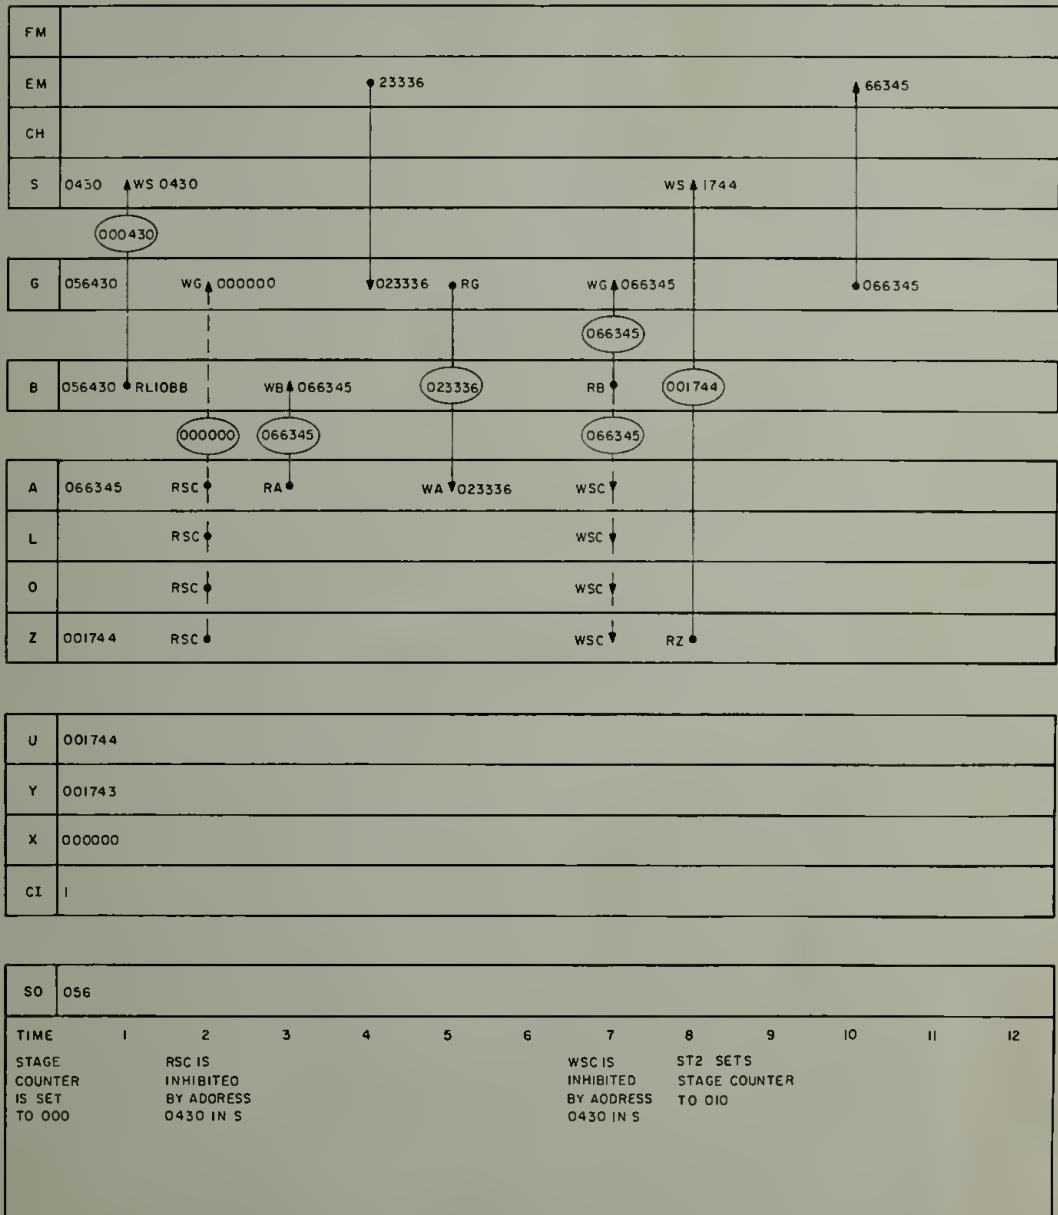 FM
EM 23336 66345
CH
S 0430 WS 0430 WS 1744
000430
G 056430 WG 000000 023336 RG WG 066345 066345
066345
B 056430 RL10BB WB 066345 023336 RB 001744
000000 066345 066345
A 066345 RSC RA WA 023336 WSC
L RSC WSC
O RSC WSC
Z 001744 RSC WSC RZ
U 001744
Y 001743
X 000000
CI 1
SO 056
TIME 1 2 3 4 5 6 7 8 9 10 11 12
STAGE RSC IS WSC IS ST2 SETS
COUNTER INHIBITED INHIBITED STAGE COUNTER
IS SET BY ADDRESS BY ADDRESS TO 010
TO 000 0430 IN S 0430 IN S